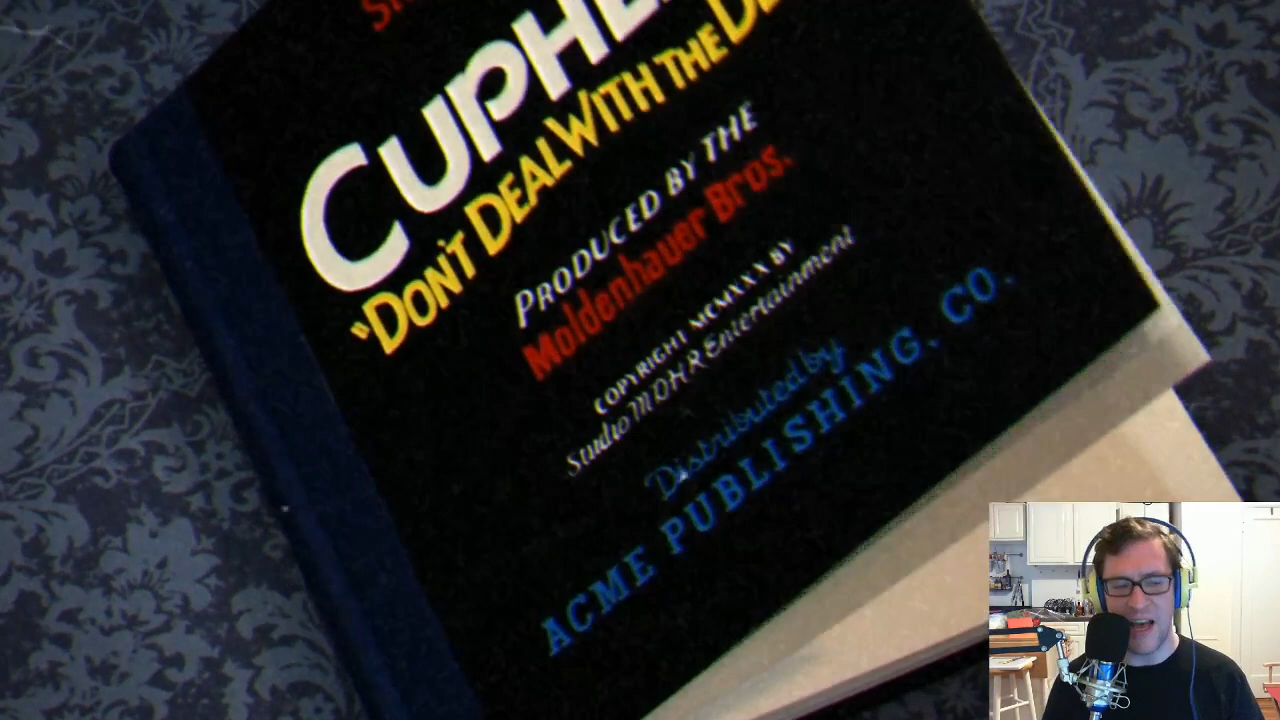 CUPHE
"DON'T DEAL WITH THE DE
PRODUCED BY THE
Moldenhauer Bros.
COPYRIGHT MCMXXX BY
Studio MDHR Entertainment
Distributed by
ACME PUBLISHING. CO.